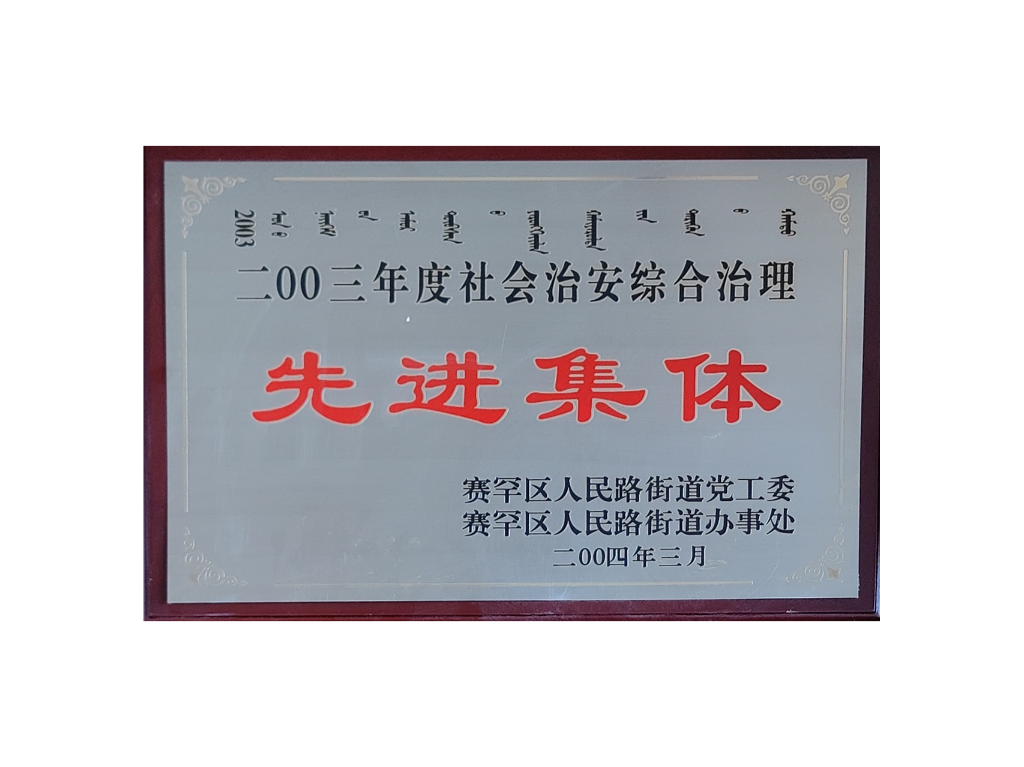 2003
二00三年度社会治安综合治理
先进集体
赛罕区人民路街道党工委
赛罕区人民路街道办事处
二00四年三月